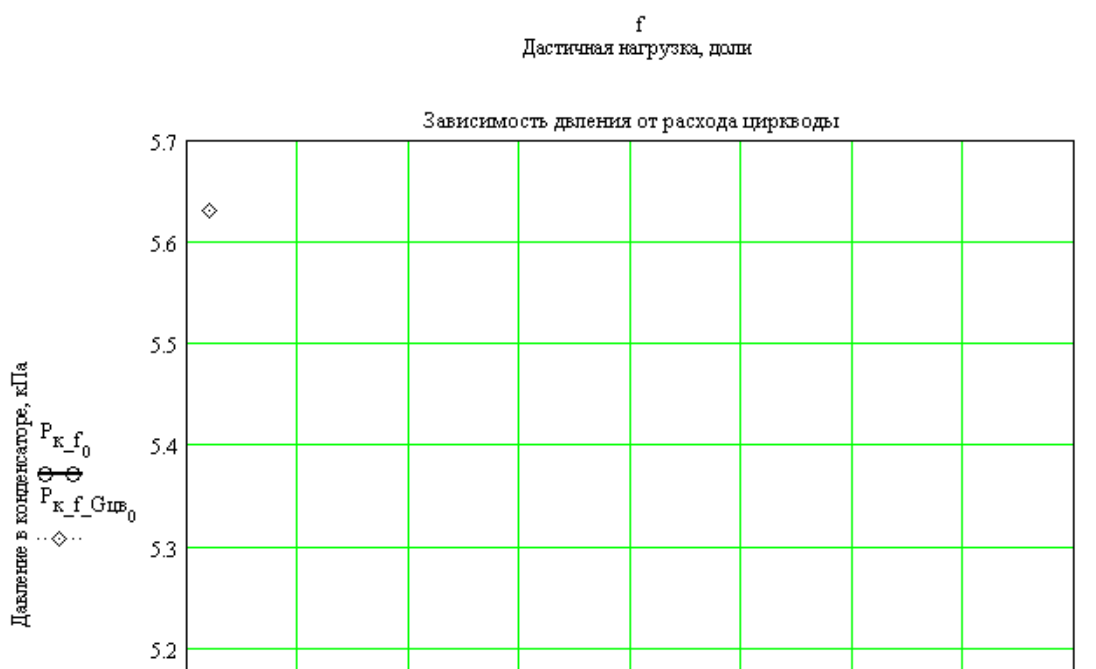 f
Дастичная нагрузка, доли
Зависимость двления от расхода циркводы
5.7
5.6
5.5
5.4
5.3
5.2
Давление в конденсаторе, кПа
Pк_f0
Pк_f_Gцв0